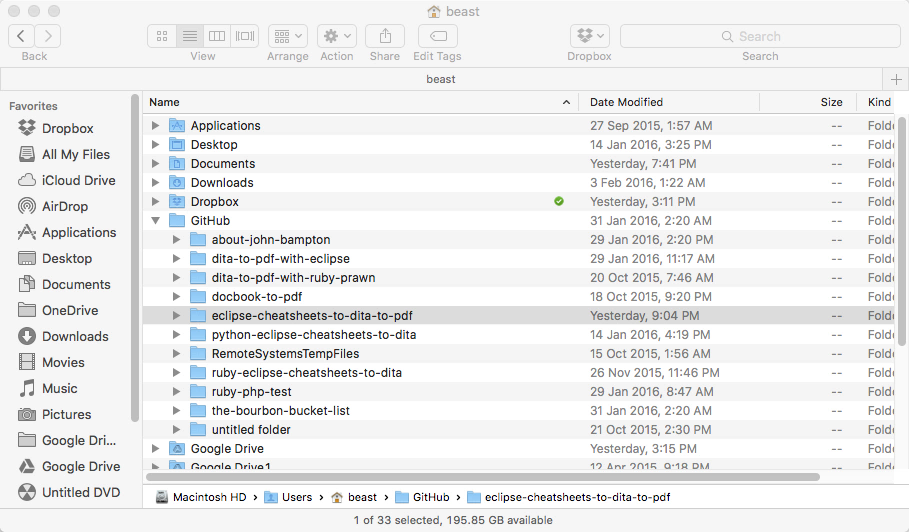 beast
Back
View
Arrange
Action
Share
Edit Tags
Dropbox
Search
Search
beast
Favorites
Dropbox
All My Files
iCloud Drive
AirDrop
Applications
Desktop
Documents
OneDrive
Downloads
Movies
Music
Pictures
Google Dri...
Google Drive
Untitled DVD
Name Date Modified Size Kind
Applications 27 Sep 2015, 1:57 AM -- Folde
Desktop 14 Jan 2016, 3:25 PM -- Folde
Documents Yesterday, 7:41 PM -- Folde
Downloads 3 Feb 2016, 1:22 AM -- Folde
Dropbox Yesterday, 3:11 PM -- Folde
GitHub 31 Jan 2016, 2:20 AM -- Folde
about-john-bampton 29 Jan 2016, 2:20 PM -- Folde
dita-to-pdf-with-eclipse 29 Jan 2016, 11:17 AM -- Folde
dita-to-pdf-with-ruby-prawn 20 Oct 2015, 7:46 AM -- Folde
docbook-to-pdf 18 Oct 2015, 9:20 PM -- Folde
eclipse-cheatsheets-to-dita-to-pdf Yesterday, 9:04 PM -- Folde
python-eclipse-cheatsheets-to-dita 14 Jan 2016, 4:19 PM -- Folde
RemoteSystemsTempFiles 15 Oct 2015, 1:56 AM -- Folde
ruby-eclipse-cheatsheets-to-dita 26 Nov 2015, 11:46 PM -- Folde
ruby-php-test 29 Jan 2016, 8:47 AM -- Folde
the-bourbon-bucket-list 31 Jan 2016, 2:20 AM -- Folde
untitled folder 21 Oct 2015, 2:30 PM -- Folde
Google Drive Yesterday, 3:15 PM -- Folde
Google Drive1 12 Apr 2015, 9:18 PM -- Folde
Macintosh HD Users beast GitHub eclipse-cheatsheets-to-dita-to-pdf
1 of 33 selected, 195.85 GB available